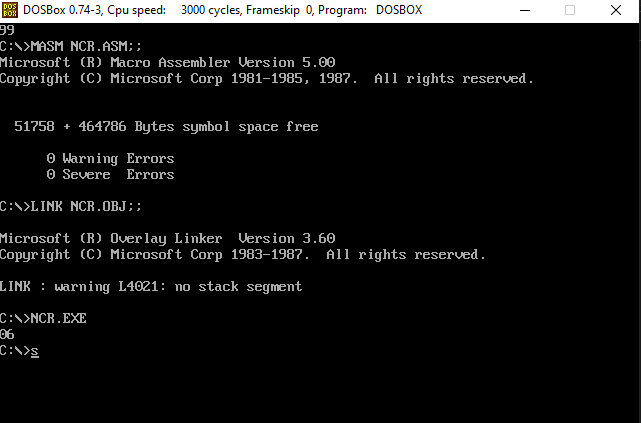 DOSBox 0.74-3, Cpu speed: 3000 cycles, Frameskip 0, Program: DOSBOX
99
C:\>MASM NCR.ASM;;
Microsoft (R) Macro Assembler Version 5.00
Copyright (C) Microsoft Corp 1981-1985, 1987. All rights reserved.
51758 + 464786 Bytes symbol space free
0 Warning Errors
0 Severe Errors
C:\>LINK NCR.OBJ;;
Microsoft (R) Overlay Linker Version 3.60
Copyright (C) Microsoft Corp 1983-1987. All rights reserved.
LINK : warning L4021: no stack segment
C:\>NCR.EXE
06
C:\>s